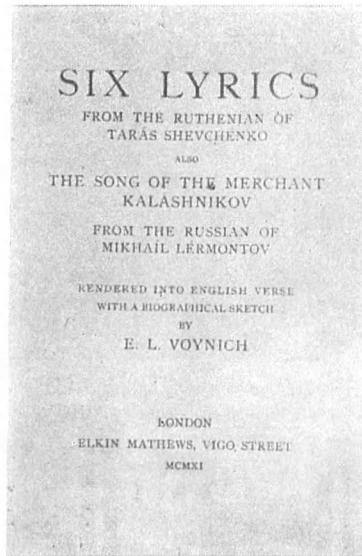 SIX LYRICS
FROM THE RUTHENIAN OF
TARÁS SHEVCHENKO
ALSO
THE SONG OF THE MERCHANT
KALÁSHNIKOV
FROM THE RUSSIAN OF
MIKHAÍL LÉRMONTOV
RENDERED INTO ENGLISH VERSE
WITH A BIOGRAPHICAL SKETCH
BY
E. L. VOYNICH
LONDON
ELKIN MATHEWS, VIGO STREET
MCMXI